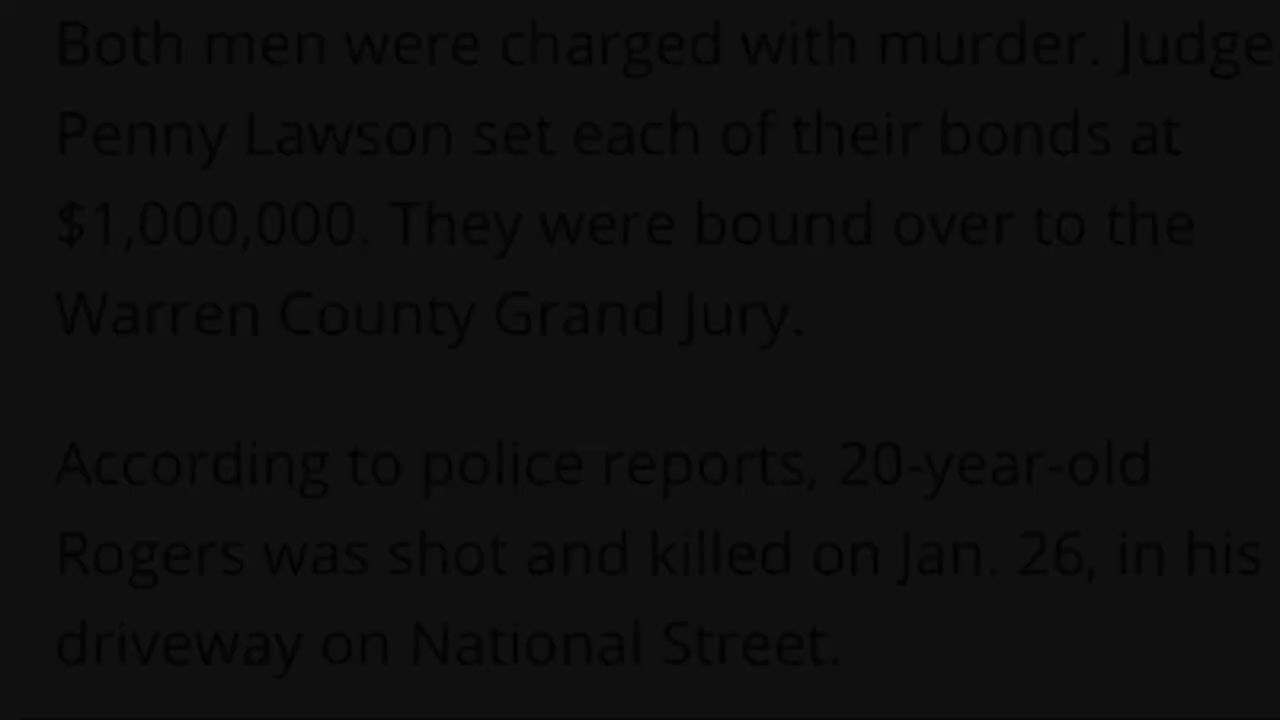 Both men were charged with murder. Judge
Penny Lawson set each of their bonds at
$1,000,000. They were bound over to the
Warren County Grand Jury.
According to police reports, 20-year-old
Rogers was shot and killed on Jan. 26, in his
driveway on National Street.